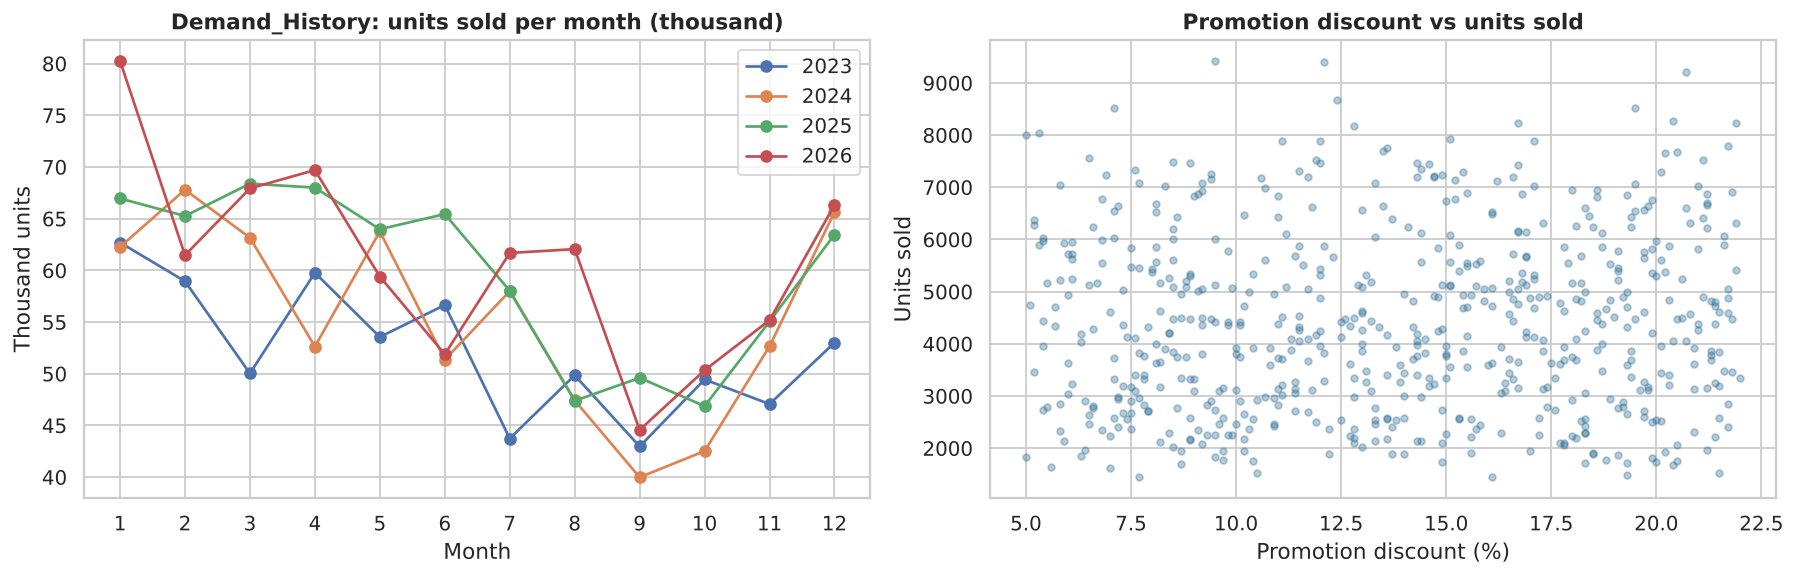 Demand_History: units sold per month (thousand)
Thousand units
80
75
70
65
60
55
50
45
40
2023
2024
2025
2026
1 2 3 4 5 6 7 8 9 10 11 12
Month
Promotion discount vs units sold
Units sold
9000
8000
7000
6000
5000
4000
3000
2000
5.0 7.5 10.0 12.5 15.0 17.5 20.0 22.5
Promotion discount (%)